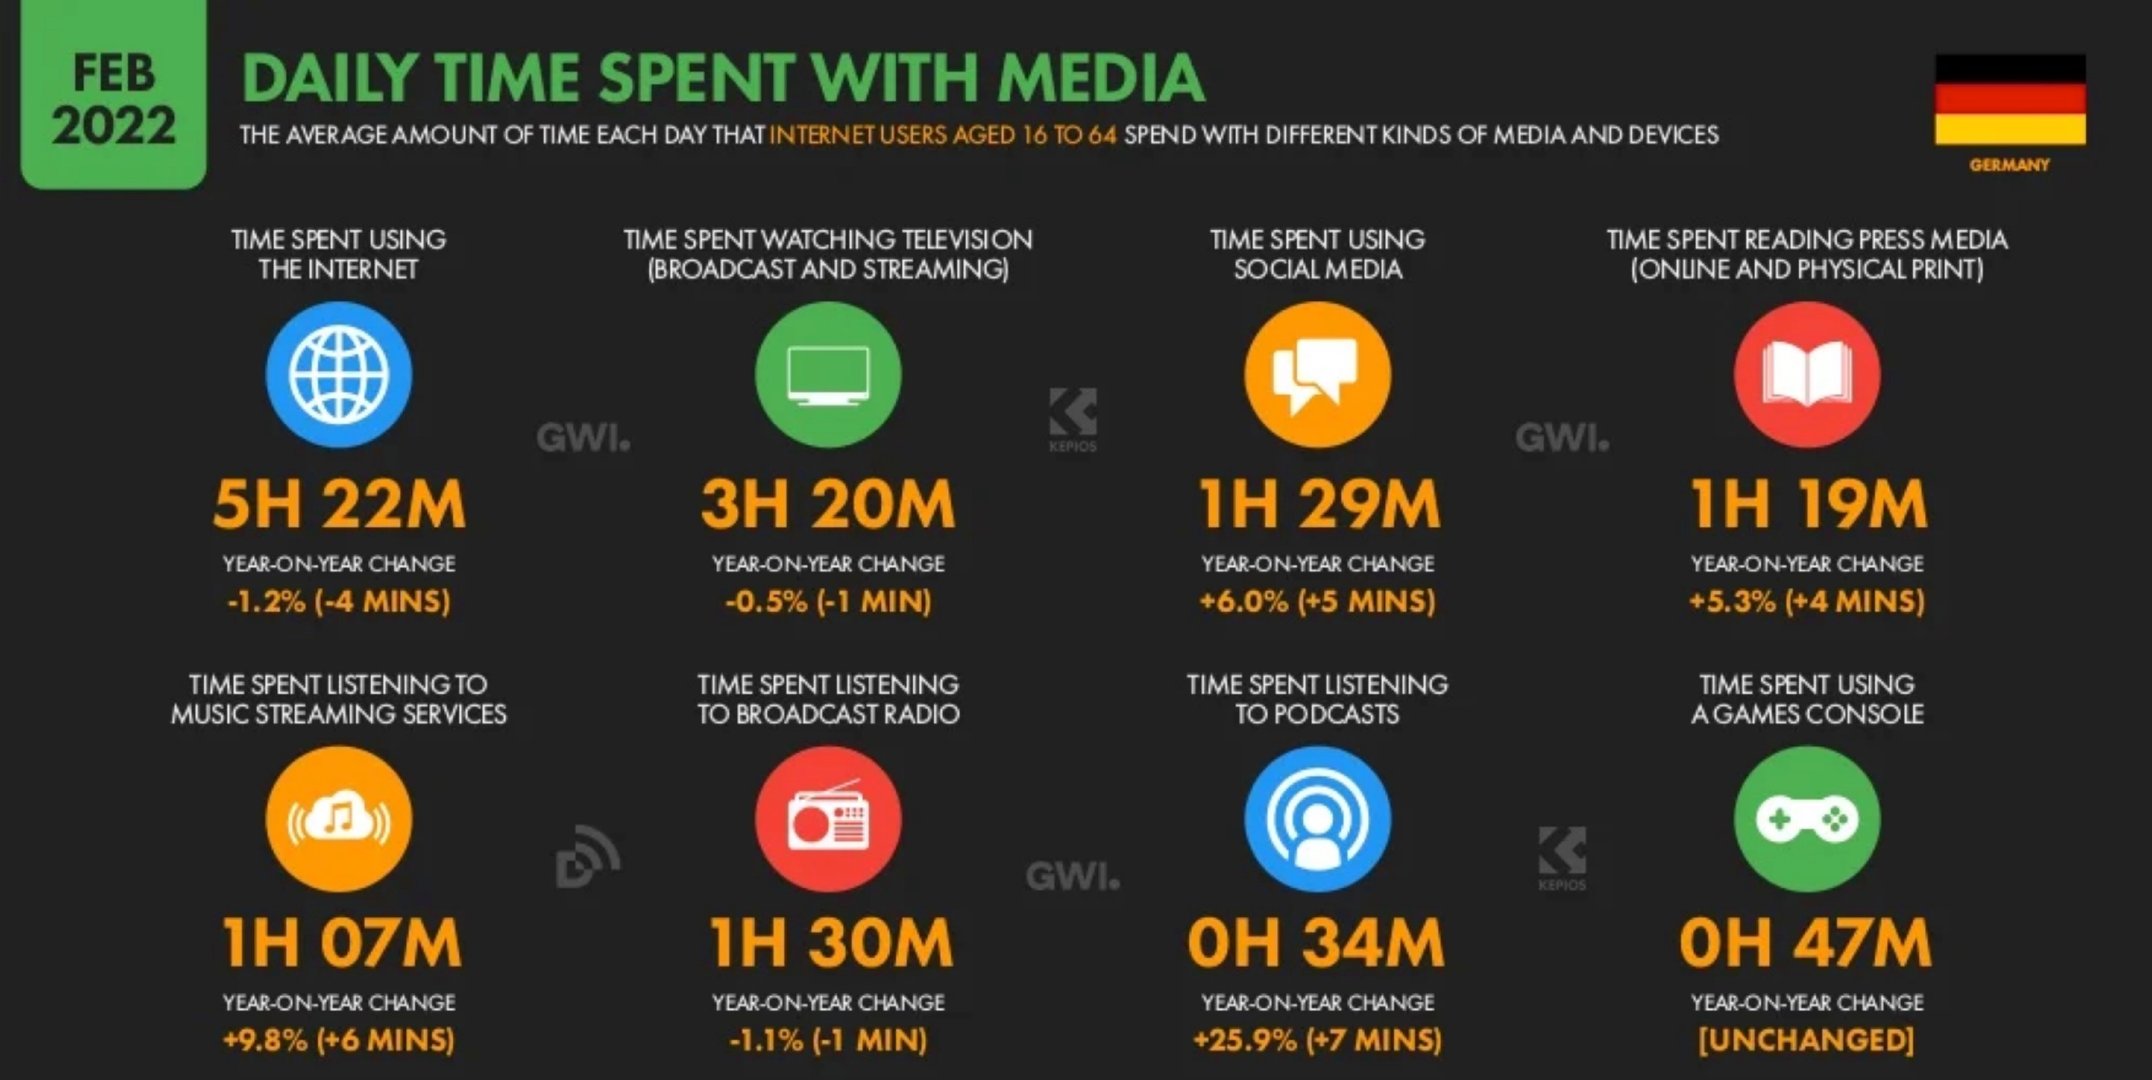 FEB
2022
DAILY TIME SPENT WITH MEDIA
THE AVERAGE AMOUNT OF TIME EACH DAY THAT INTERNET USERS AGED 16 TO 64 SPEND WITH DIFFERENT KINDS OF MEDIA AND DEVICES
GERMANY
TIME SPENT USING
THE INTERNET
5H 22M
YEAR-ON-YEAR CHANGE
-1.2% (-4 MINS)
GWI.
TIME SPENT WATCHING TELEVISION
(BROADCAST AND STREAMING)
3H 20M
YEAR-ON-YEAR CHANGE
-0.5% (-1 MIN)
KEPIOS
TIME SPENT USING
SOCIAL MEDIA
1H 29M
YEAR-ON-YEAR CHANGE
+6.0% (+5 MINS)
GWI.
TIME SPENT READING PRESS MEDIA
(ONLINE AND PHYSICAL PRINT)
1H 19M
YEAR-ON-YEAR CHANGE
+5.3% (+4 MINS)
TIME SPENT LISTENING TO
MUSIC STREAMING SERVICES
1H 07M
YEAR-ON-YEAR CHANGE
+9.8% (+6 MINS)
D
TIME SPENT LISTENING
TO BROADCAST RADIO
1H 30M
YEAR-ON-YEAR CHANGE
-1.1% (-1 MIN)
GWI.
TIME SPENT LISTENING
TO PODCASTS
0H 34M
YEAR-ON-YEAR CHANGE
+25.9% (+7 MINS)
KEPIOS
TIME SPENT USING
A GAMES CONSOLE
0H 47M
YEAR-ON-YEAR CHANGE
[UNCHANGED]